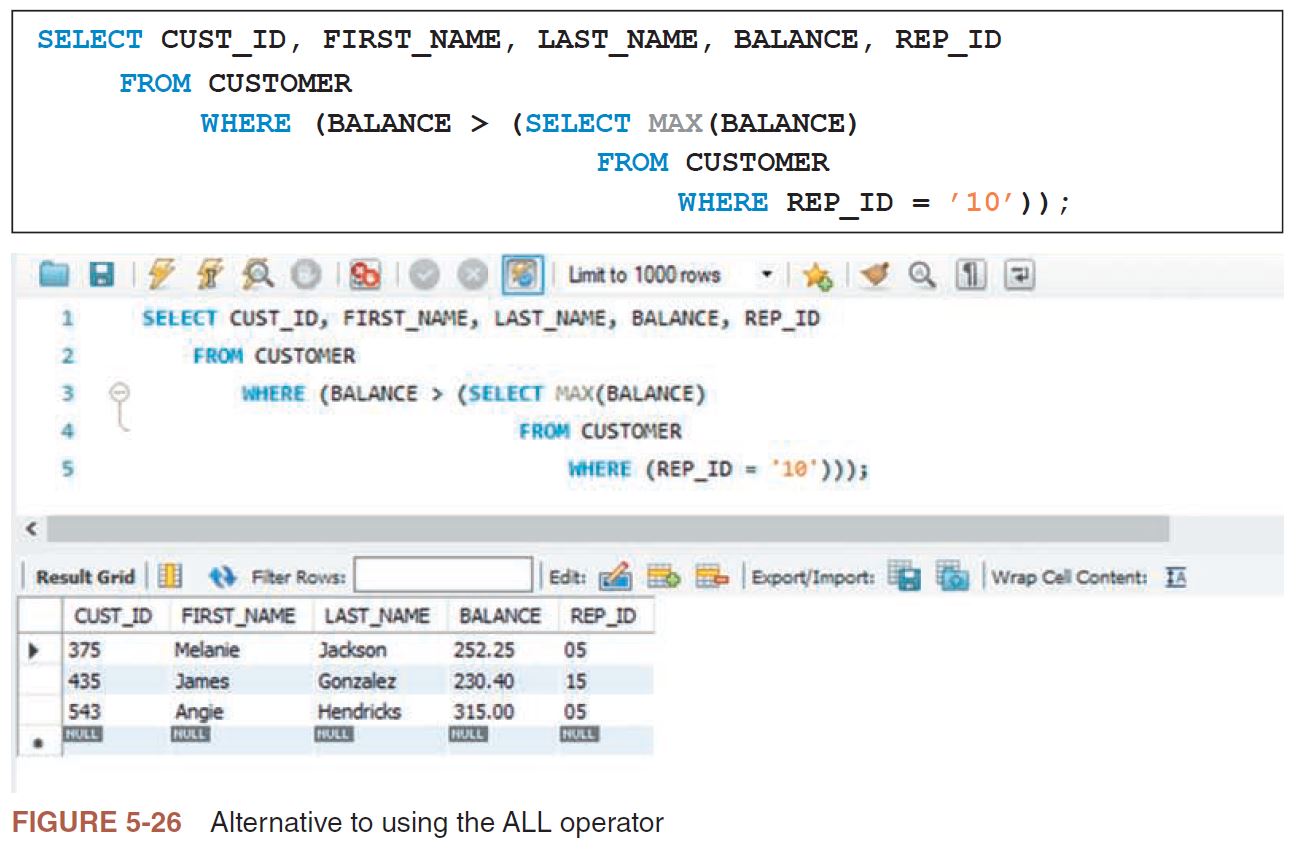 SELECT CUST_ID, FIRST_NAME, LAST_NAME, BALANCE, REP_ID
FROM CUSTOMER
WHERE (BALANCE > (SELECT MAX(BALANCE)
FROM CUSTOMER
WHERE REP_ID = ’10’));
Limit to 1000 rows
1 SELECT CUST_ID, FIRST_NAME, LAST_NAME, BALANCE, REP_ID
2 FROM CUSTOMER
3 WHERE (BALANCE > (SELECT MAX(BALANCE)
4 FROM CUSTOMER
5 WHERE (REP_ID = '10')));
Result Grid Filter Rows: Edit: Export/Import: Wrap Cell Content: IA
CUST_ID FIRST_NAME LAST_NAME BALANCE REP_ID
375 Melanie Jackson 252.25 05
435 James Gonzalez 230.40 15
543 Angie Hendricks 315.00 05
NULL NULL NULL NULL NULL
FIGURE 5-26 Alternative to using the ALL operator